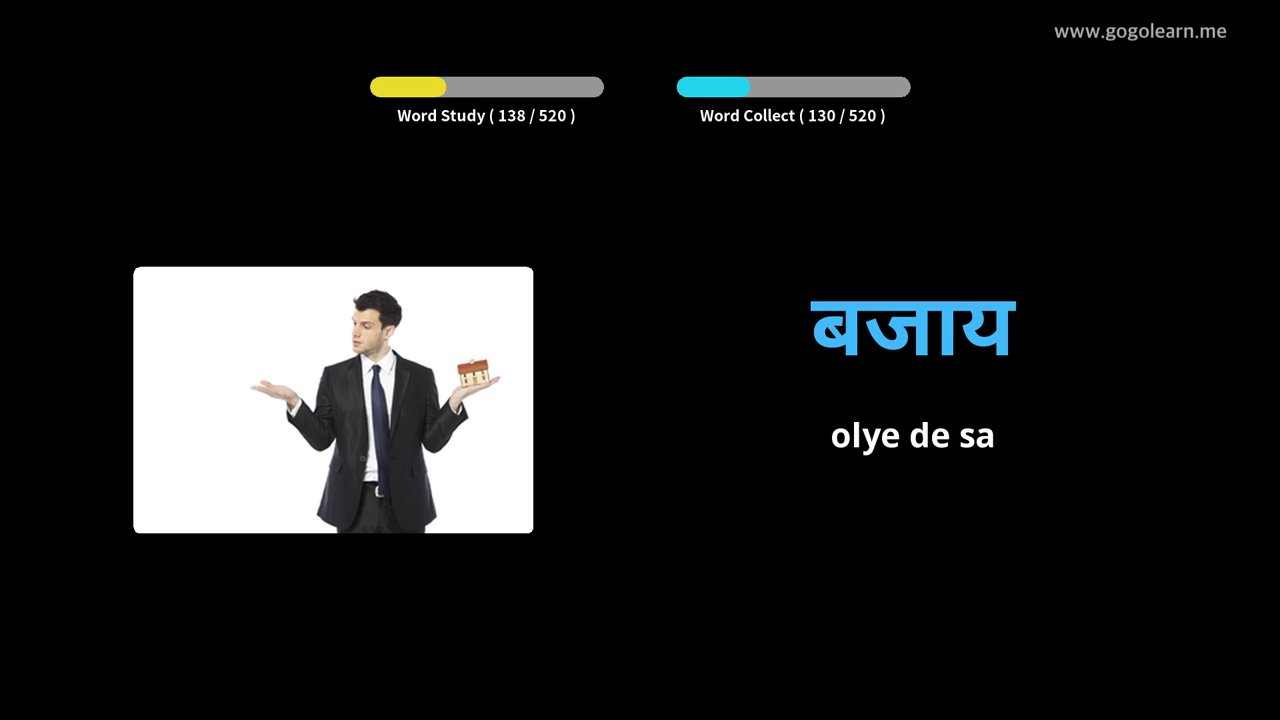 www.gogolearn.me
Word Study ( 138 / 520 )
Word Collect ( 130 / 520 )
बजाय
olye de sa